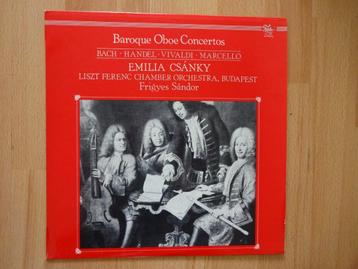 Baroque Oboe Concertos
BACH · HANDEL · VIVALDI · MARCELLO
EMILIA CSÁNKY
LISZT FERENC CHAMBER ORCHESTRA, BUDAPEST
Frigyes Sándor